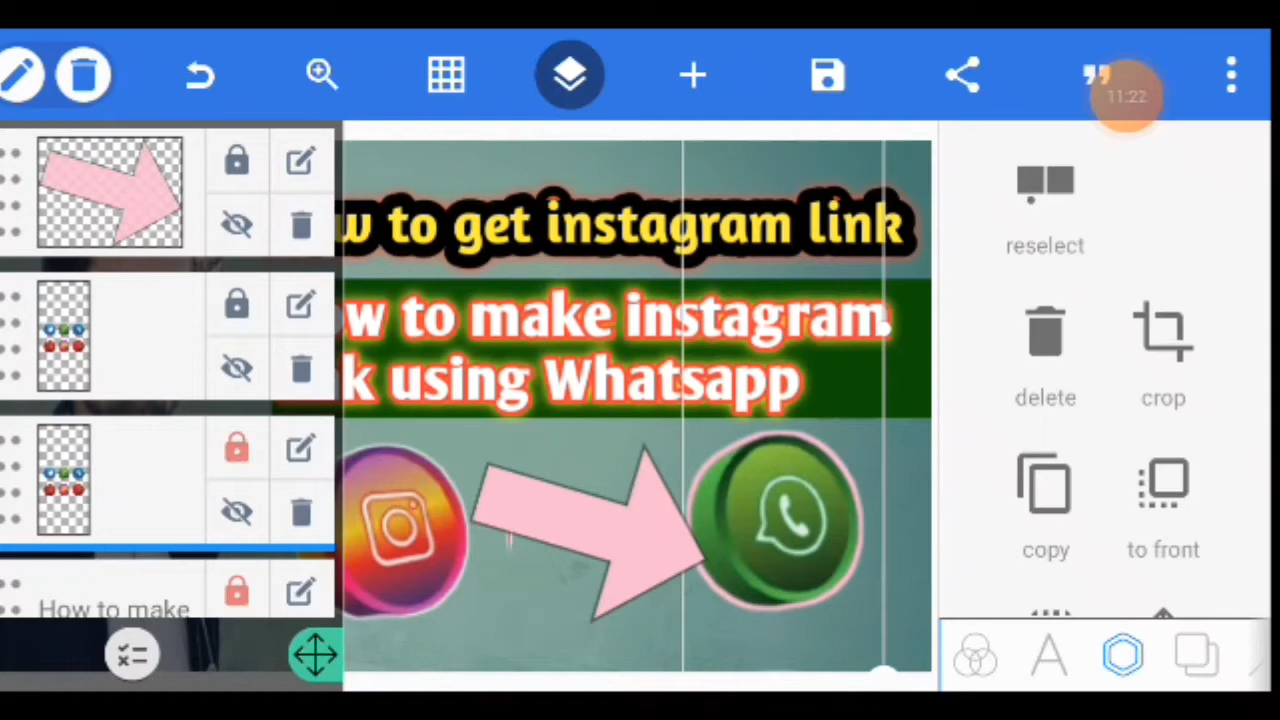 11:22
w to get instagram link
w to make instagram
k using Whatsapp
How to make
reselect
delete
crop
copy
to front